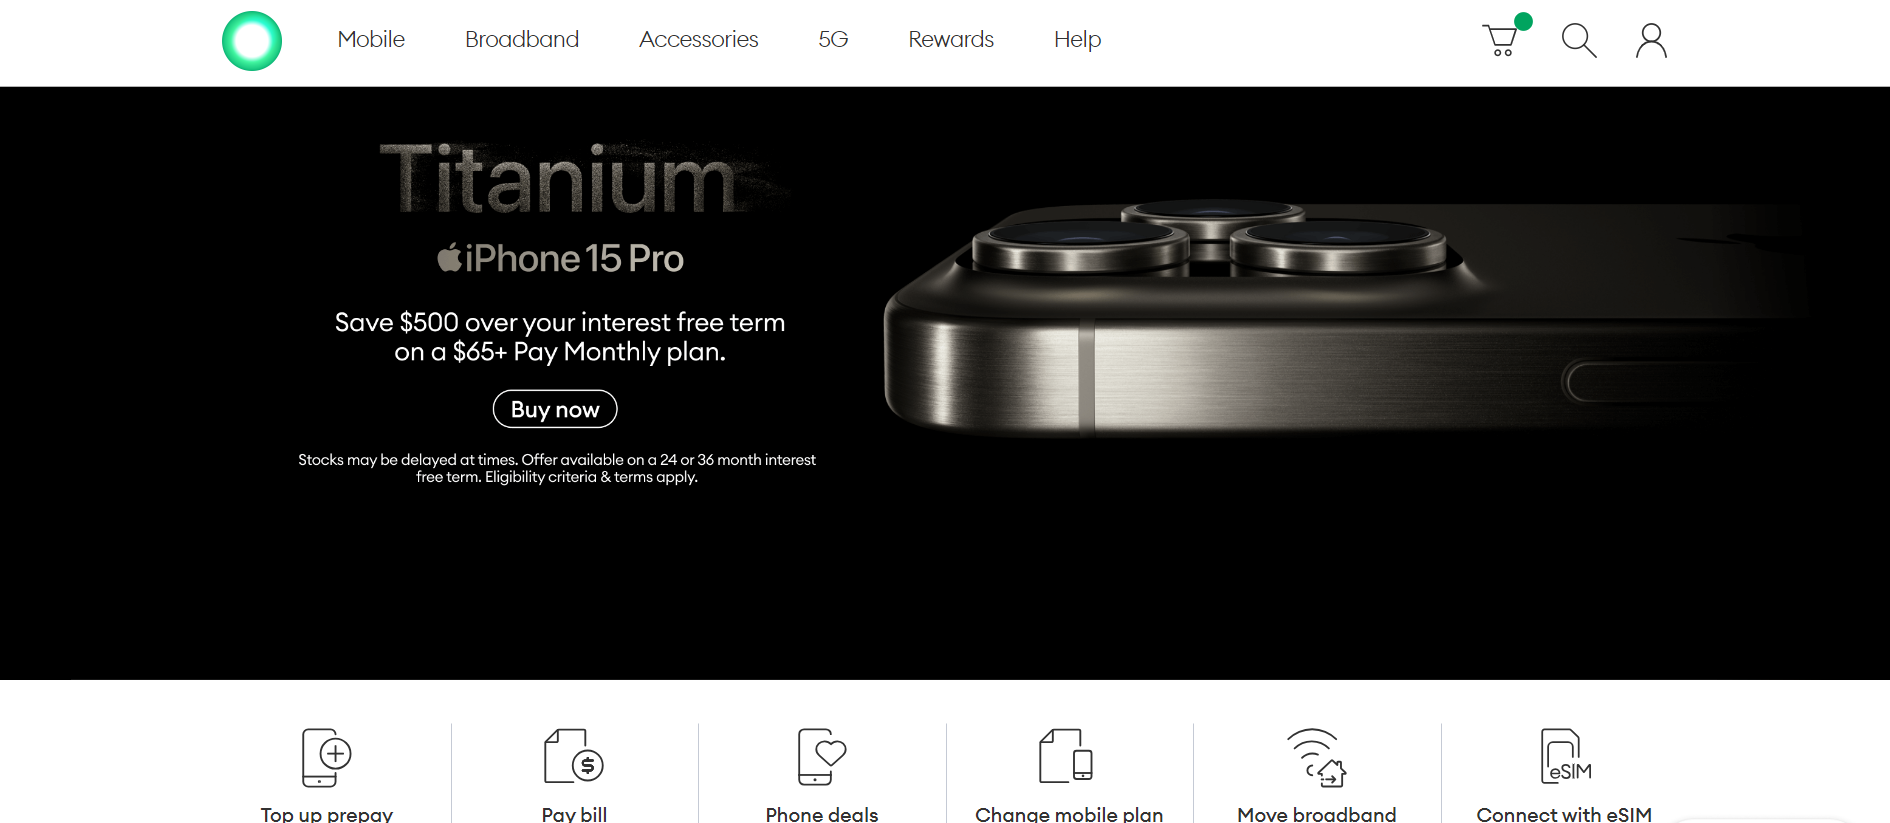 Mobile Broadband Accessories 5G Rewards Help
Titanium
iPhone 15 Pro
Save $500 over your interest free term
on a $65+ Pay Monthly plan.
Buy now
Stocks may be delayed at times. Offer available on a 24 or 36 month interest
free term. Eligibility criteria & terms apply.
$
eSIM
Top up prepay
Pay bill
Phone deals
Change mobile plan
Move broadband
Connect with eSIM